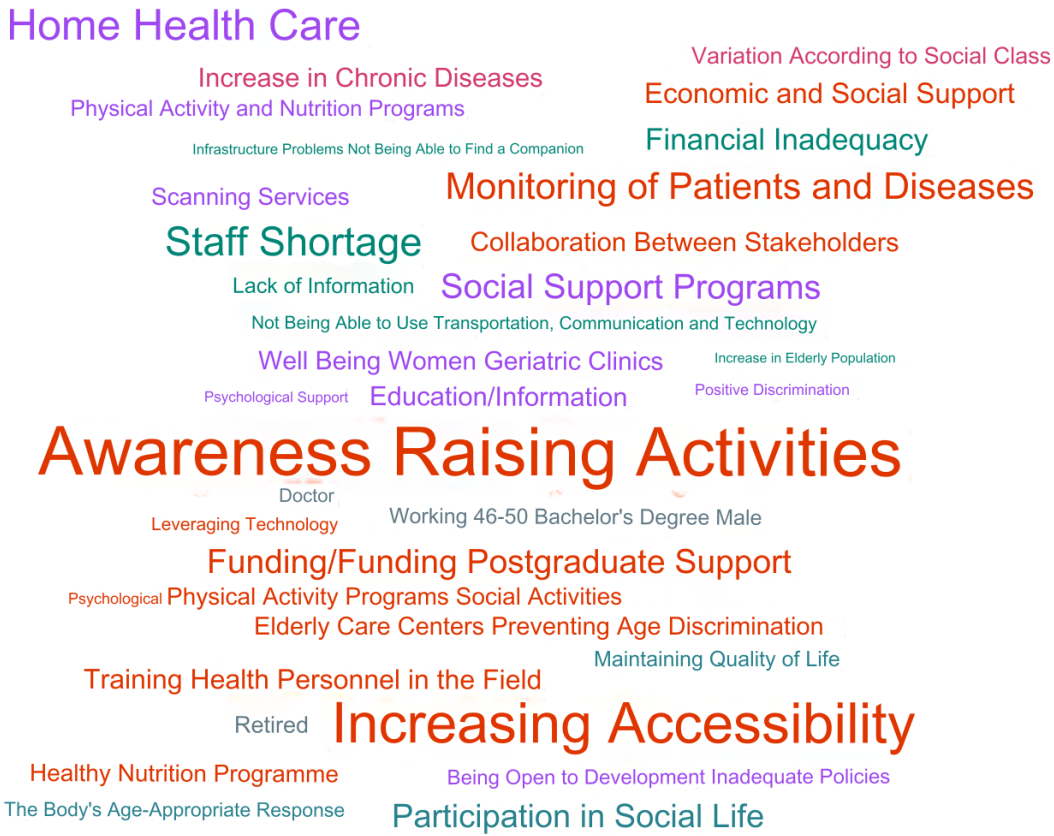 Home Health Care
Variation According to Social Class
Increase in Chronic Diseases
Economic and Social Support
Physical Activity and Nutrition Programs
Financial Inadequacy
Infrastructure Problems Not Being Able to Find a Companion
Monitoring of Patients and Diseases
Scanning Services
Staff Shortage
Collaboration Between Stakeholders
Lack of Information
Social Support Programs
Not Being Able to Use Transportation, Communication and Technology
Well Being Women Geriatric Clinics
Increase in Elderly Population
Psychological Support
Education/Information
Positive Discrimination
Awareness Raising Activities
Doctor
Leveraging Technology
Working 46-50 Bachelor's Degree Male
Funding/Funding Postgraduate Support
Psychological Physical Activity Programs Social Activities
Elderly Care Centers Preventing Age Discrimination
Maintaining Quality of Life
Training Health Personnel in the Field
Retired
Increasing Accessibility
Healthy Nutrition Programme
Being Open to Development Inadequate Policies
The Body's Age-Appropriate Response
Participation in Social Life